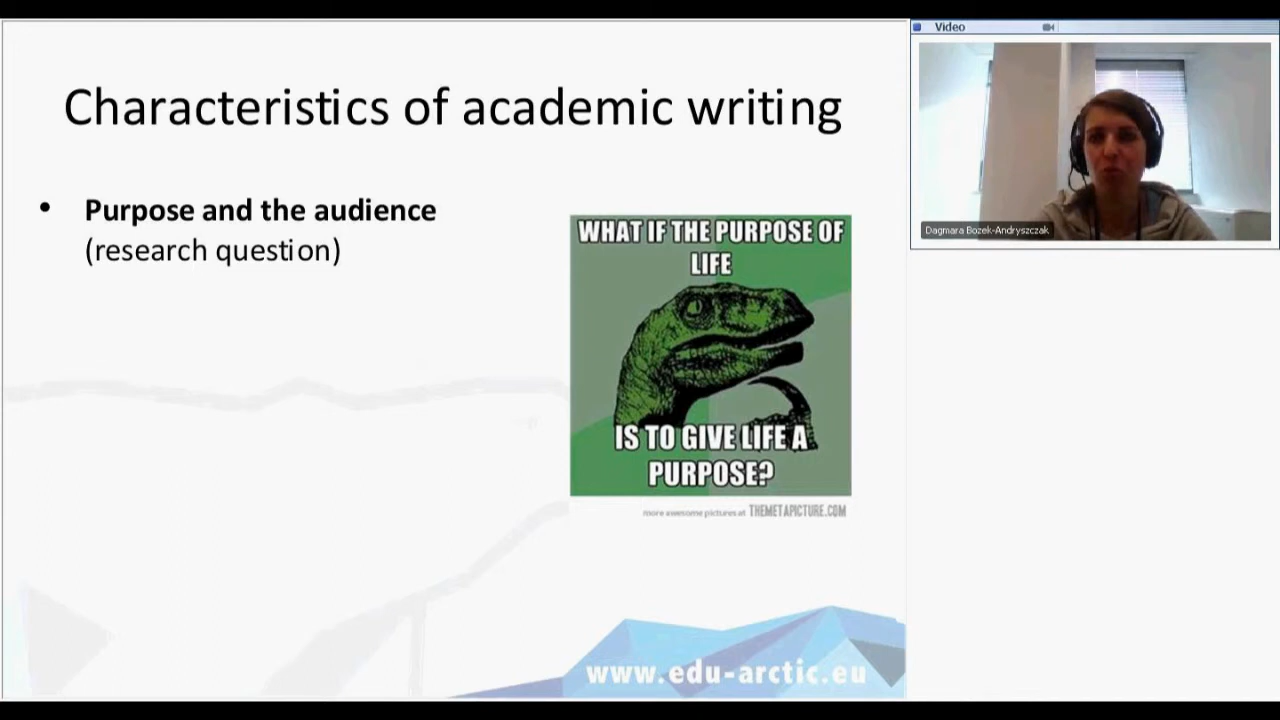 Characteristics of academic writing
• Purpose and the audience
(research question)
WHAT IF THE PURPOSE OF
LIFE
IS TO GIVE LIFE A
PURPOSE?
more awesome pictures at THEMETAPICTURE.COM
www.edu-arctic.eu
Video
Dagmara Bozek-Andryszczak